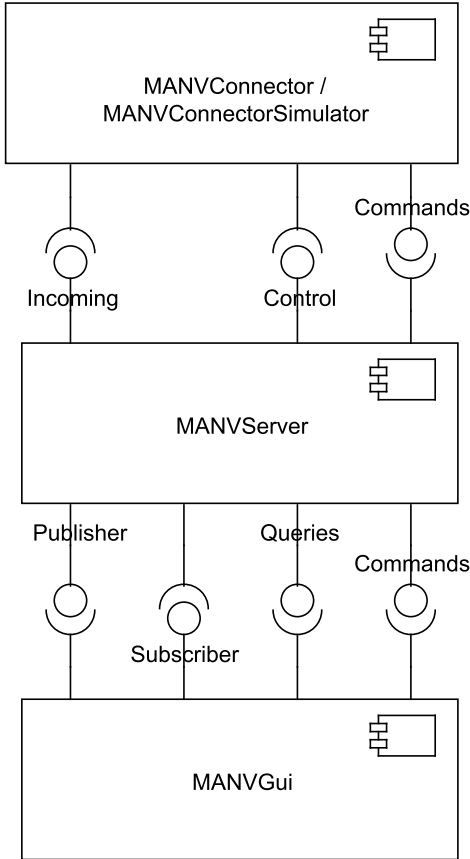 MANVConnector /
MANVConnectorSimulator
Commands
Incoming
Control
MANVServer
Publisher
Queries
Commands
Subscriber
MANVGui